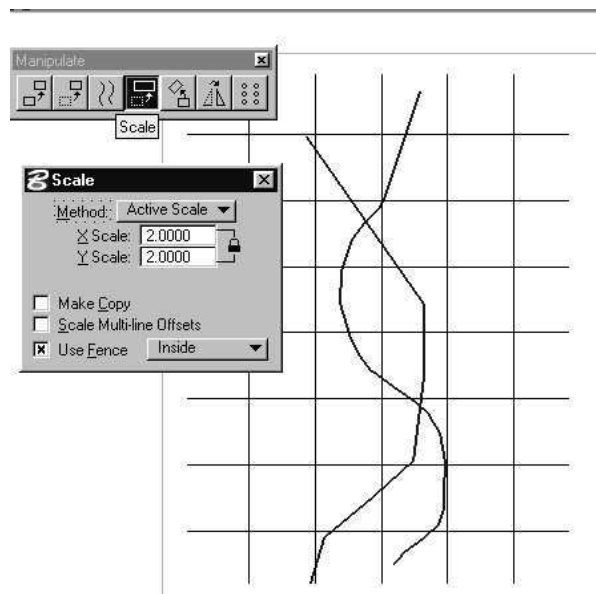 Manipulate
Scale
Scale
Method: Active Scale
X Scale: 2.0000
Y Scale: 2.0000
Make Copy
Scale Multi-line Offsets
Use Fence Inside